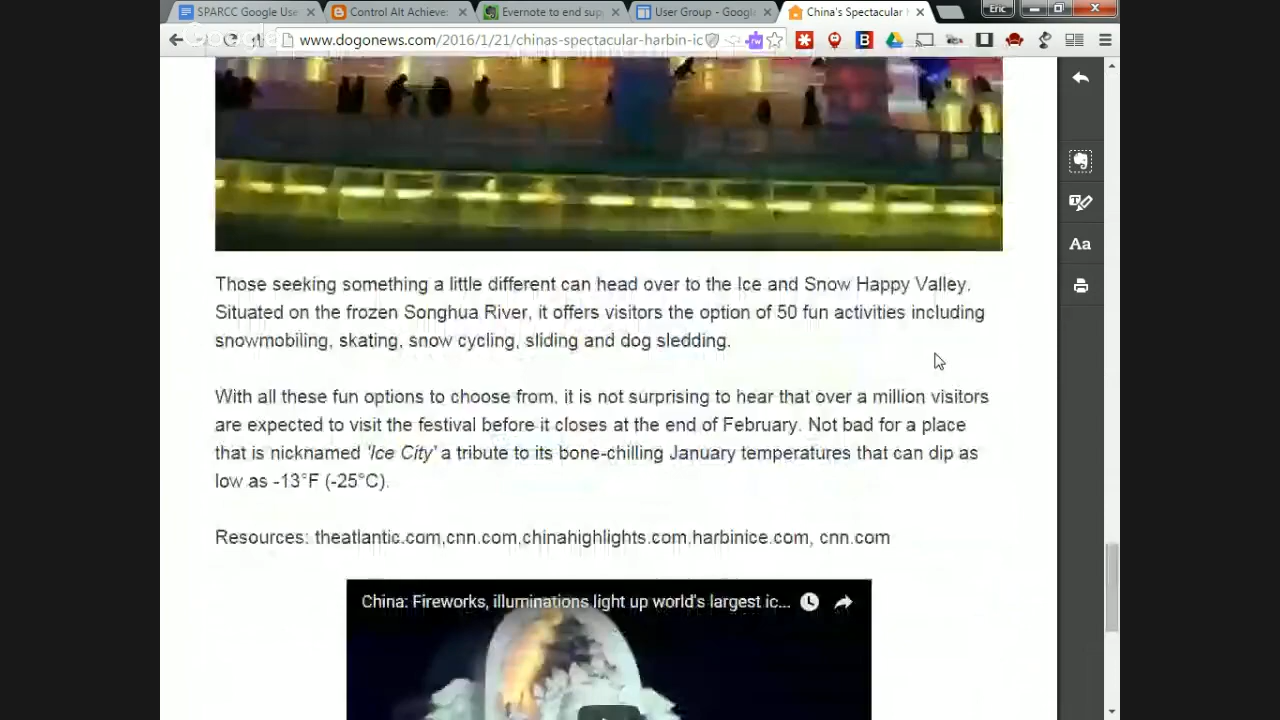 SPARCC Google Use
Control Alt Achieve:
Evernote to end sup
User Group - Google
China's Spectacular
Eric
Google
www.dogonews.com/2016/1/21/chinas-spectacular-harbin-ic
rw
B
Those seeking something a little different can head over to the Ice and Snow Happy Valley.
Situated on the frozen Songhua River, it offers visitors the option of 50 fun activities including
snowmobiling, skating, snow cycling, sliding and dog sledding.
With all these fun options to choose from, it is not surprising to hear that over a million visitors
are expected to visit the festival before it closes at the end of February. Not bad for a place
that is nicknamed 'Ice City' a tribute to its bone-chilling January temperatures that can dip as
low as -13°F (-25°C).
Resources: theatlantic.com,cnn.com,chinahighlights.com,harbinice.com, cnn.com
China: Fireworks, illuminations light up world's largest ic...
Aa